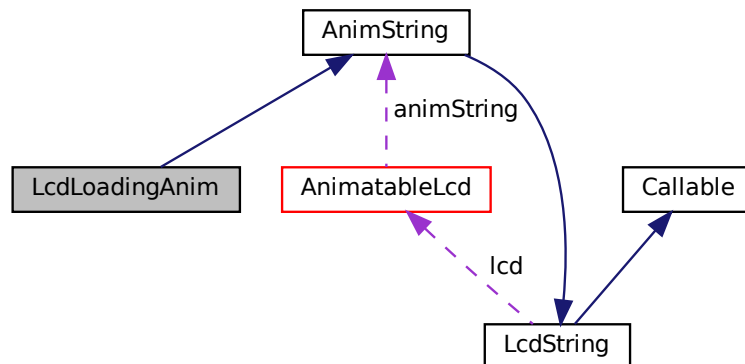 AnimString
animString
LcdLoadingAnim
AnimatableLcd
Callable
lcd
LcdString